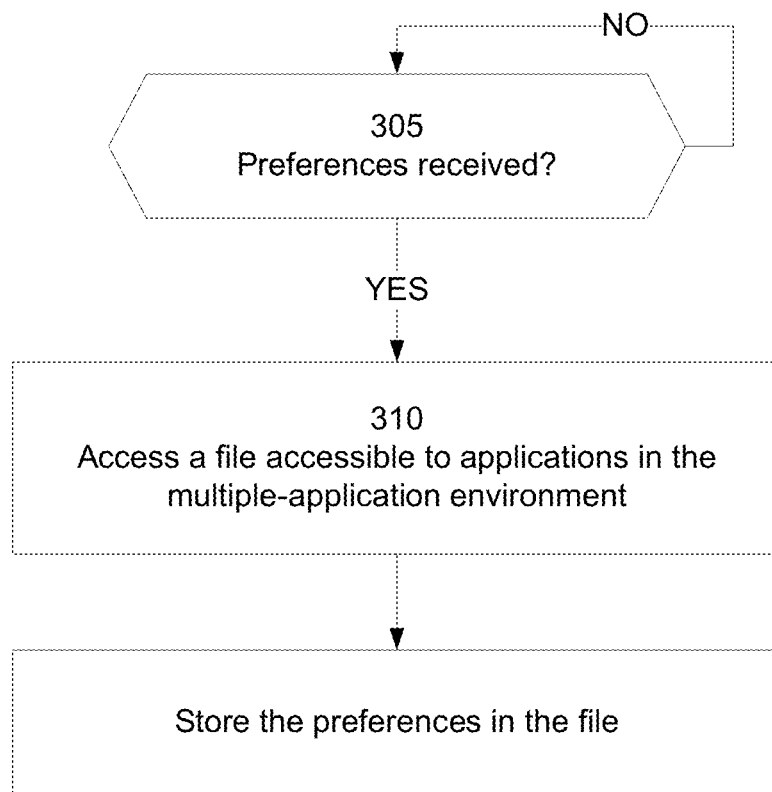 NO
305
Preferences received?
YES
310
Access a file accessible to applications in the
multiple-application environment
Store the preferences in the file